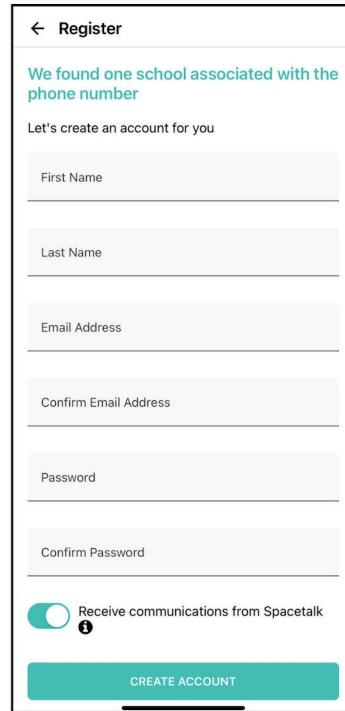 ← Register
We found one school associated with the
phone number
Let's create an account for you
First Name
Last Name
Email Address
Confirm Email Address
Password
Confirm Password
Receive communications from Spacetalk
CREATE ACCOUNT